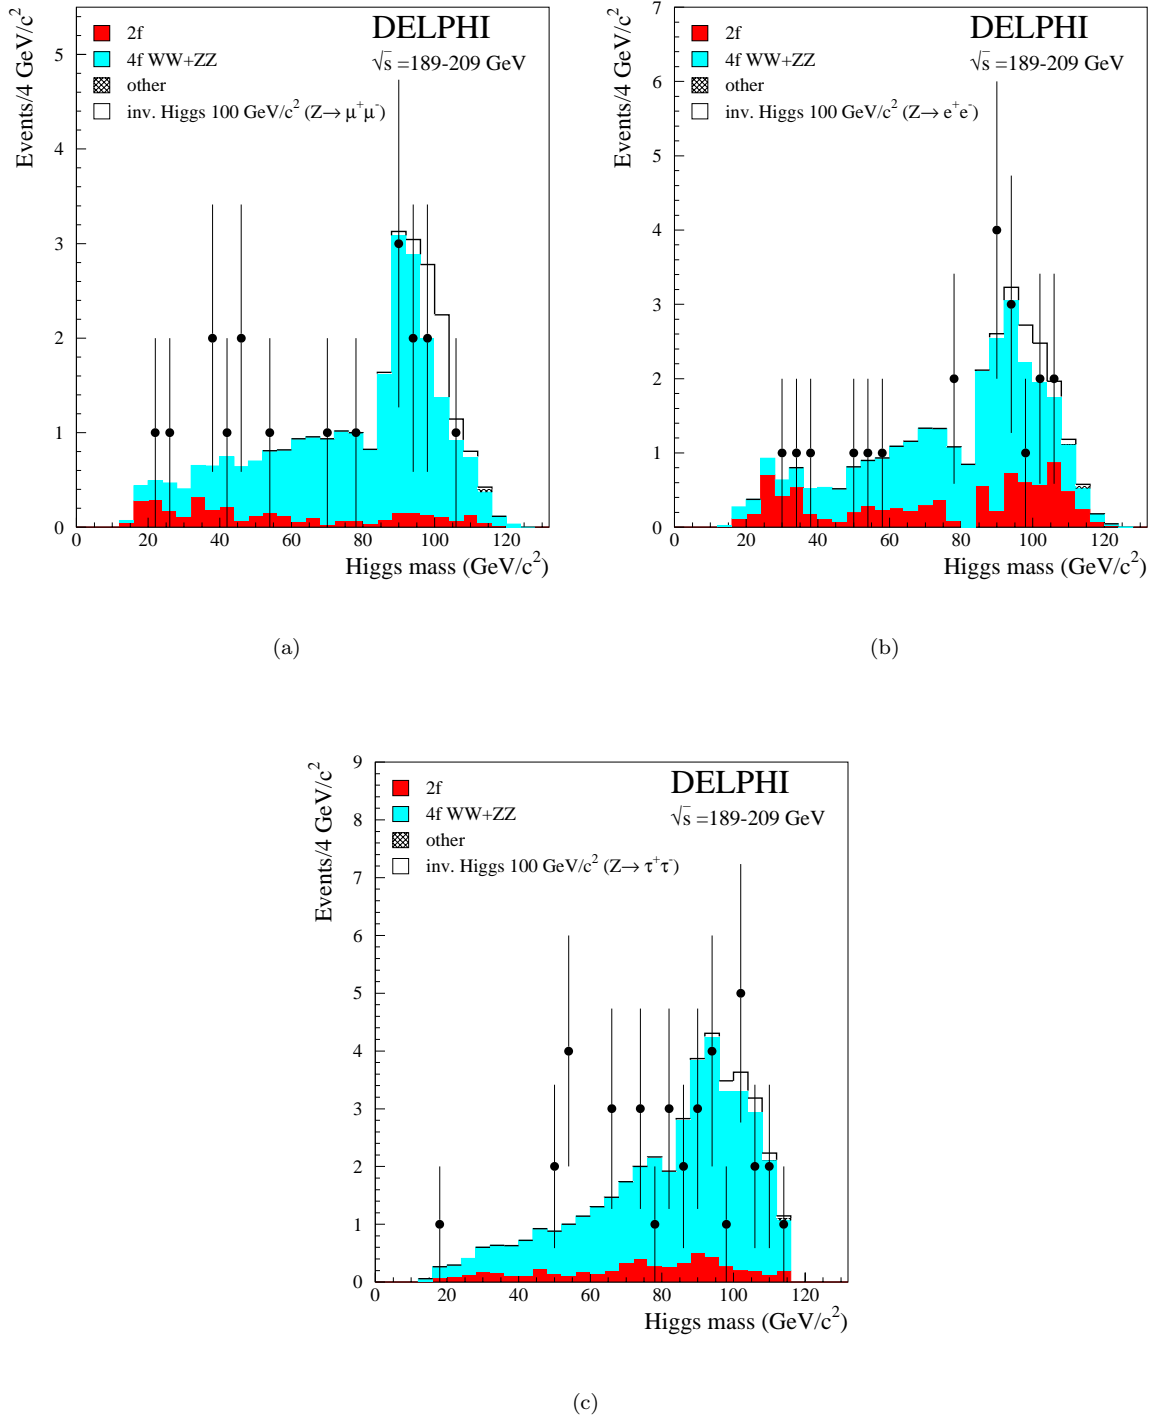 DELPHI
√s =189-209 GeV
2f
4f WW+ZZ
other
inv. Higgs 100 GeV/c² (Z→ μ⁺μ⁻)
Events/4 GeV/c²
5
4
3
2
1
0
0 20 40 60 80 100 120
Higgs mass (GeV/c²)
(a)
DELPHI
√s =189-209 GeV
2f
4f WW+ZZ
other
inv. Higgs 100 GeV/c² (Z→ e⁺e⁻)
Events/4 GeV/c²
7
6
5
4
3
2
1
0
0 20 40 60 80 100 120
Higgs mass (GeV/c²)
(b)
DELPHI
√s =189-209 GeV
2f
4f WW+ZZ
other
inv. Higgs 100 GeV/c² (Z→ τ⁺τ⁻)
Events/4 GeV/c²
9
8
7
6
5
4
3
2
1
0
0 20 40 60 80 100 120
Higgs mass (GeV/c²)
(c)